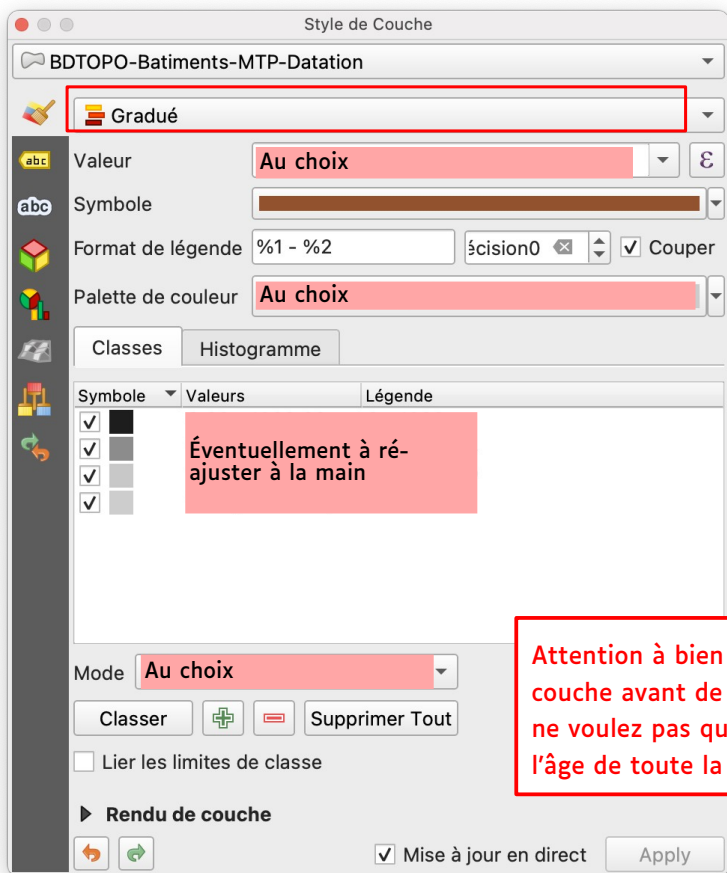 Style de Couche
BDTOPO-Batiments-MTP-Datation
Gradué
abc
Valeur
Au choix
ε
abc
Symbole
Format de légende
%1 - %2
écision0
Couper
Palette de couleur
Au choix
Classes
Histogramme
Symbole
Valeurs
Légende
Éventuellement à ré-
ajuster à la main
Mode
Au choix
Classer
Supprimer Tout
Lier les limites de classe
Attention à bien
couche avant de
ne voulez pas qu
l'âge de toute la
Rendu de couche
Mise à jour en direct
Apply